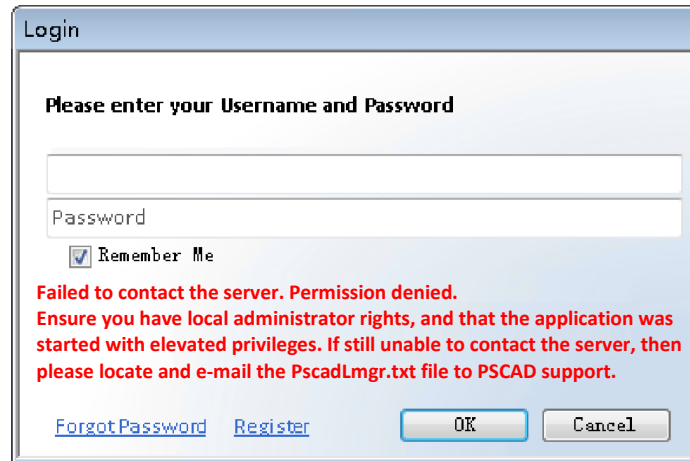 Login
Please enter your Username and Password
Password
Remember Me
Failed to contact the server. Permission denied.
Ensure you have local administrator rights, and that the application was
started with elevated privileges. If still unable to contact the server, then
please locate and e-mail the PscadLmgr.txt file to PSCAD support.
Forgot Password Register OK Cancel